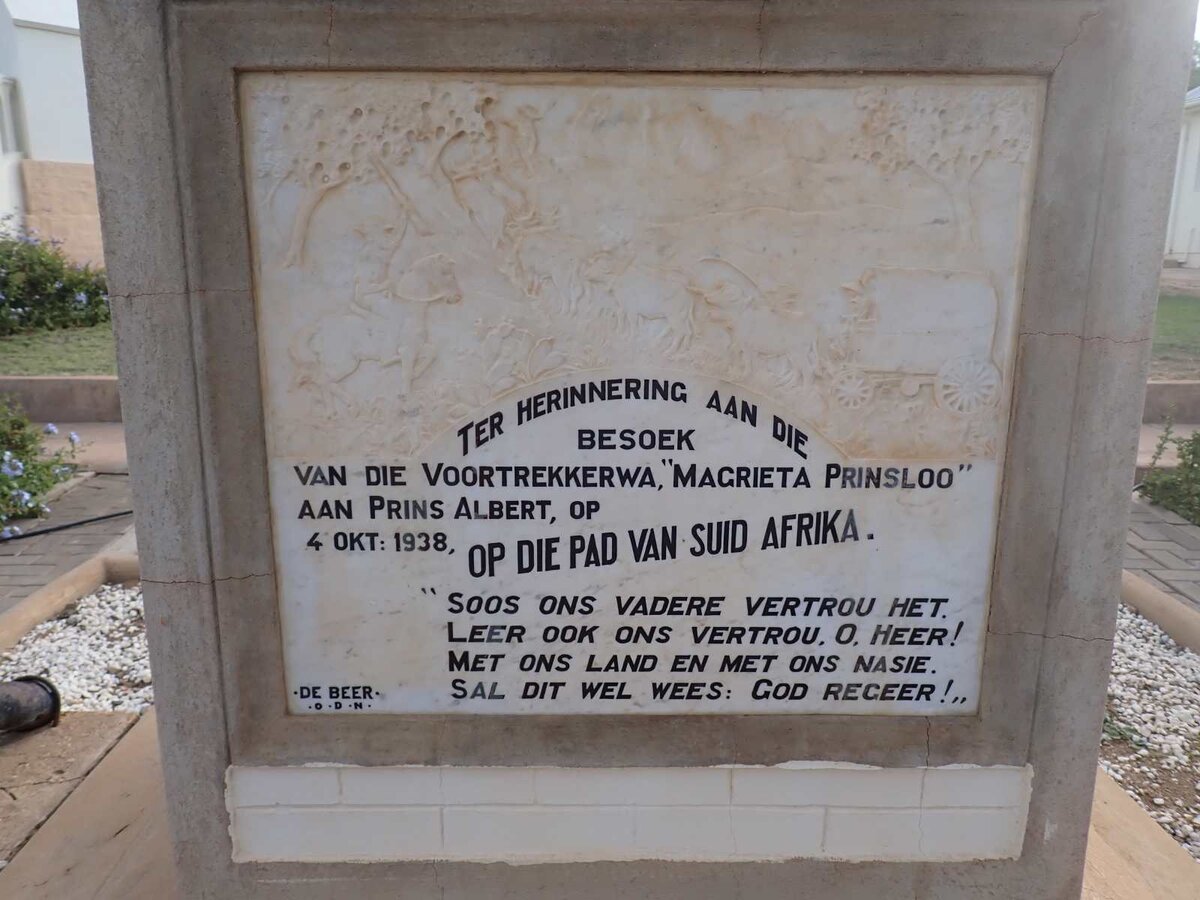 TER HERINNERING AAN DIE
BESOEK
VAN DIE VOORTREKKERWA, "MAGRIETA PRINSLOO"
AAN PRINS ALBERT, OP
4 OKT: 1938, OP DIE PAD VAN SUID AFRIKA.
"SOOS ONS VADERE VERTROU HET.
LEER OOK ONS VERTROU, O, HEER!
MET ONS LAND EN MET ONS NASIE.
SAL DIT WEL WEES: GOD REGEER!„
·DE BEER·
·O·D·N·